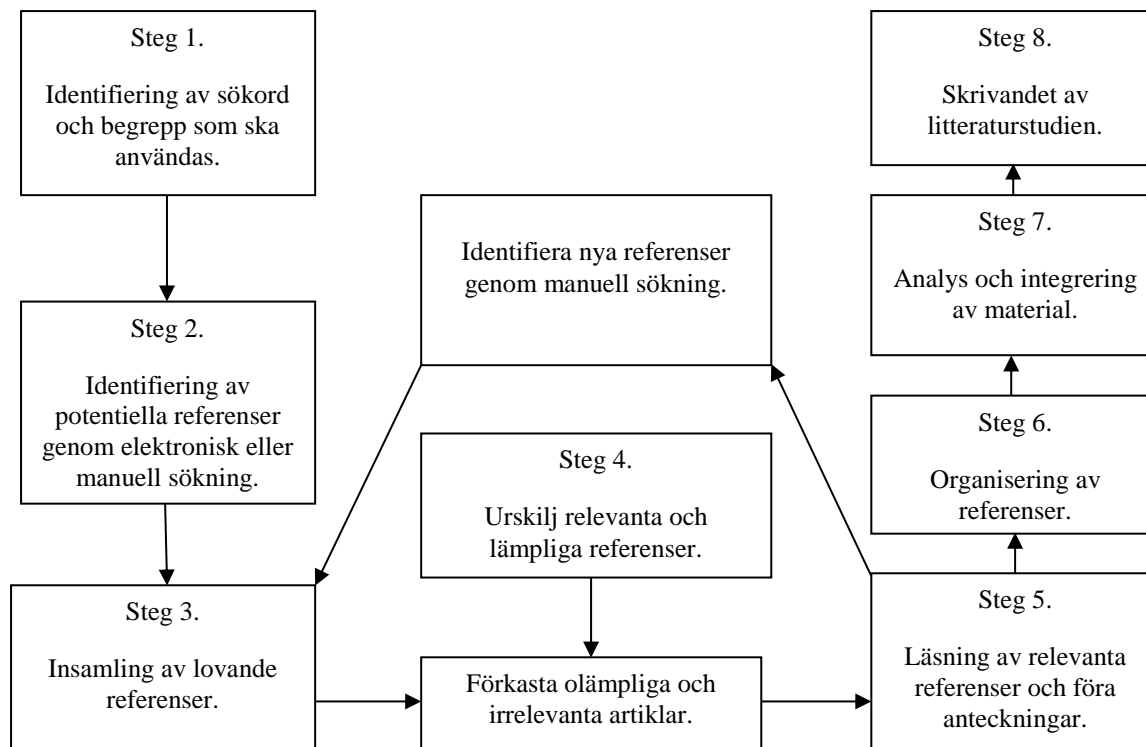 Steg 1.
Identifiering av sökord
och begrepp som ska
användas.
Steg 2.
Identifiering av
potentiella referenser
genom elektronisk eller
manuell sökning.
Steg 3.
Insamling av lovande
referenser.
Identifiera nya referenser
genom manuell sökning.
Steg 4.
Urskilj relevanta och
lämpliga referenser.
Förkasta olämpliga och
irrelevanta artiklar.
Steg 5.
Läsning av relevanta
referenser och föra
anteckningar.
Steg 6.
Organisering av
referenser.
Steg 7.
Analys och integrering
av material.
Steg 8.
Skrivandet av
litteraturstudien.